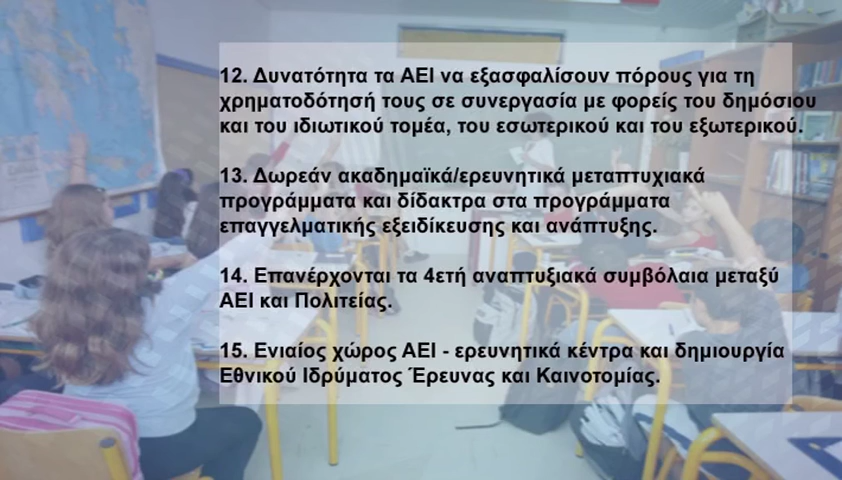 12. Δυνατότητα τα ΑΕΙ να εξασφαλίσουν πόρους για τη
χρηματοδότησή τους σε συνεργασία με φορείς του δημόσιου
και του ιδιωτικού τομέα, του εσωτερικού και του εξωτερικού.
13. Δωρεάν ακαδημαϊκά/ερευνητικά μεταπτυχιακά
προγράμματα και δίδακτρα στα προγράμματα
επαγγελματικής εξειδίκευσης και ανάπτυξης.
14. Επανέρχονται τα 4ετή αναπτυξιακά συμβόλαια μεταξύ
ΑΕΙ και Πολιτείας.
15. Ενιαίος χώρος ΑΕΙ - ερευνητικά κέντρα και δημιουργία
Εθνικού Ιδρύματος Έρευνας και Καινοτομίας.